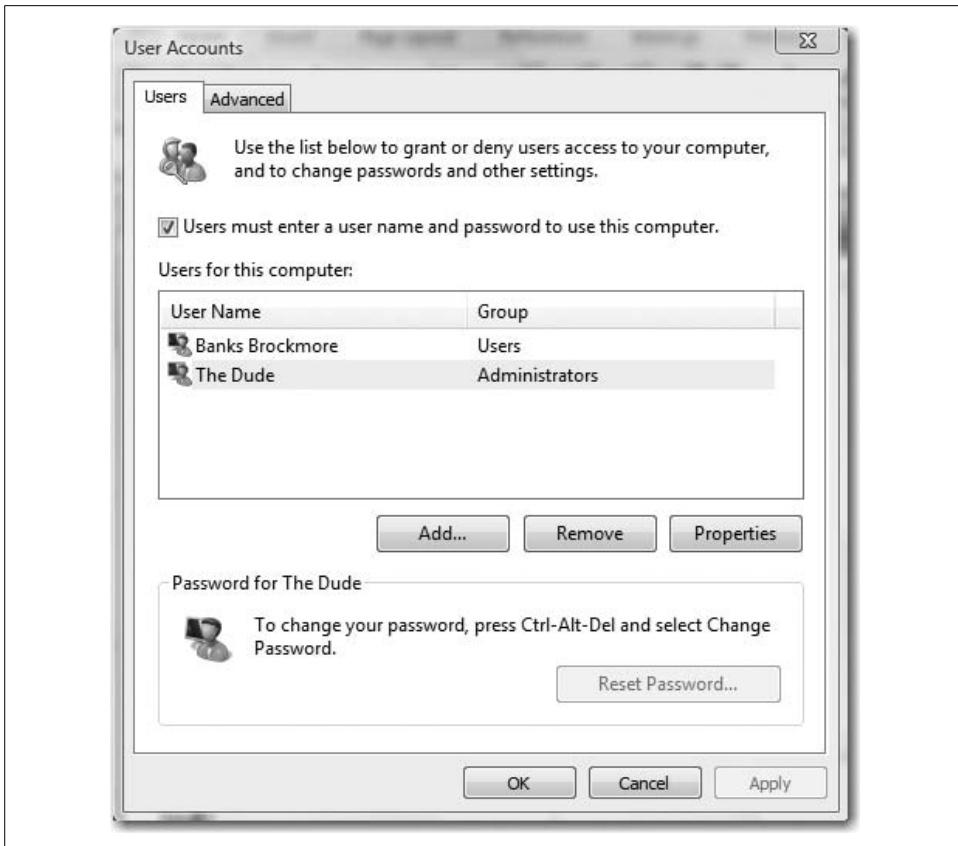 User Accounts
Users
Advanced
Use the list below to grant or deny users access to your computer,
and to change passwords and other settings.
Users must enter a user name and password to use this computer.
Users for this computer:
User Name Group
Banks Brockmore Users
The Dude Administrators
Add... Remove Properties
Password for The Dude
To change your password, press Ctrl-Alt-Del and select Change
Password.
Reset Password...
OK Cancel Apply